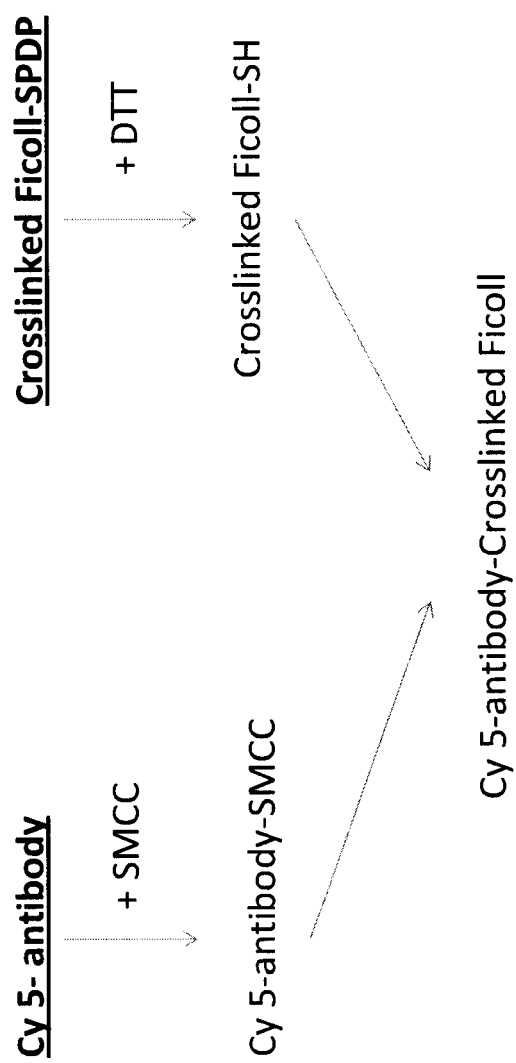 Cy 5- antibody
+ SMCC
Cy 5-antibody-SMCC
Crosslinked Ficoll-SPDP
+ DTT
Crosslinked Ficoll-SH
Cy 5-antibody-Crosslinked Ficoll